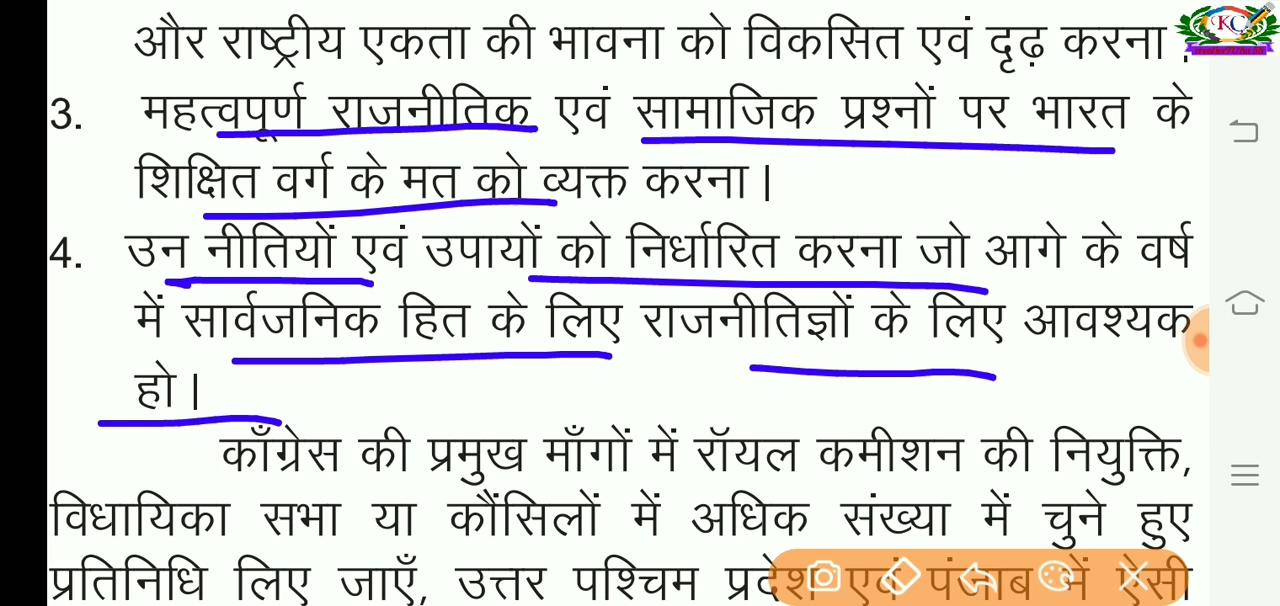 और राष्ट्रीय एकता की भावना को विकसित एवं दृढ़ करना
KC
3. महत्वपूर्ण राजनीतिक एवं सामाजिक प्रश्नों पर भारत के
शिक्षित वर्ग के मत को व्यक्त करना।
4. उन नीतियों एवं उपायों को निर्धारित करना जो आगे के वर्ष
में सार्वजनिक हित के लिए राजनीतिज्ञों के लिए आवश्यक
हो।
काँग्रेस की प्रमुख माँगों में रॉयल कमीशन की नियुक्ति,
विधायिका सभा या कौंसिलों में अधिक संख्या में चुने हुए
प्रतिनिधि लिए जाएँ, उत्तर पश्चिम प्रदेश एवं पंजाब में ऐसी